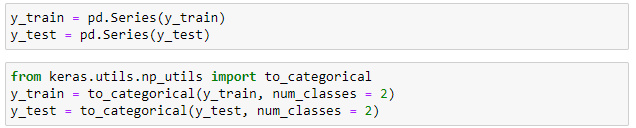 y_train = pd.Series(y_train)
y_test = pd.Series(y_test)
from keras.utils.np_utils import to_categorical
y_train = to_categorical(y_train, num_classes = 2)
y_test = to_categorical(y_test, num_classes = 2)